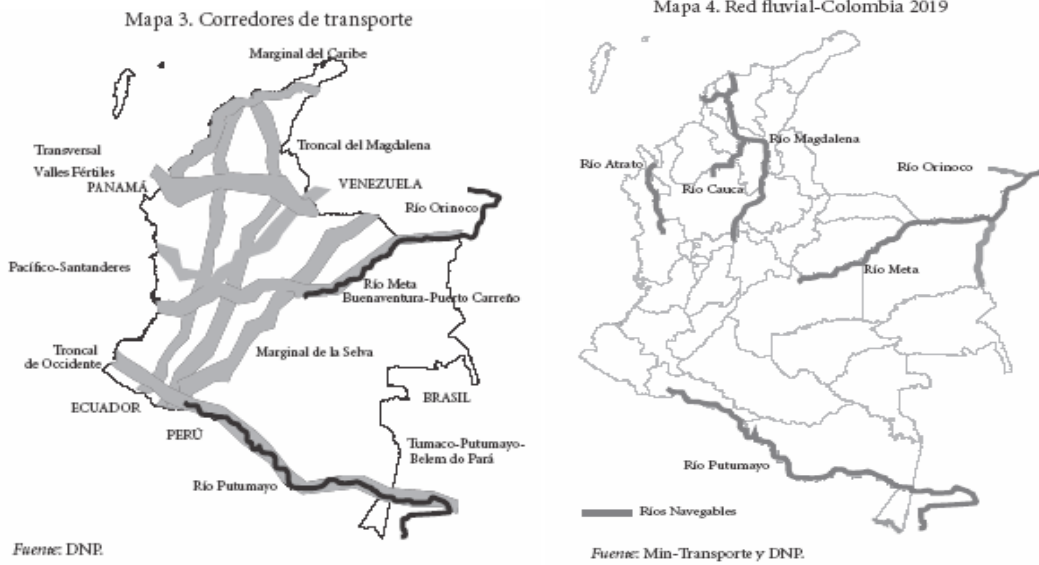 Mapa 3. Corredores de transporte
Marginal del Caribe
Transversal
Valles Fértiles
PANAMÁ
Troncal del Magdalena
VENEZUELA
Río Orinoco
Pacífico-Santanderes
Río Meta
Buenaventura-Puerto Carreño
Troncal
de Occidente
Marginal de la Selva
ECUADOR
BRASIL
PERÚ
Tumaco-Putumayo-
Belem do Pará
Río Putumayo
Fuente: DNP.
Mapa 4. Red fluvial-Colombia 2019
Río Magdalena
Río Atrato
Río Orinoco
Río Cauca
Río Meta
Río Putumayo
Ríos Navegables
Fuente: Min-Transporte y DNP.